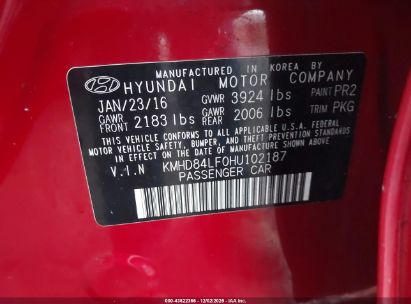 MANUFACTURED IN KOREA BY
HYUNDAI MOTOR COMPANY
JAN/23/16 GVWR 3924 lbs PAINT PR2
GAWR FRONT 2183 lbs GAWR REAR 2006 lbs TRIM PKG
THIS VEHICLE CONFORMS TO ALL APPLICABLE U.S.A. FEDERAL
MOTOR VEHICLE SAFETY, BUMPER, AND THEFT PREVENTION STANDARDS
IN EFFECT ON THE DATE OF MANUFACTURE SHOWN ABOVE.
V.I.N KMHD84LF0HU102187
PASSENGER CAR